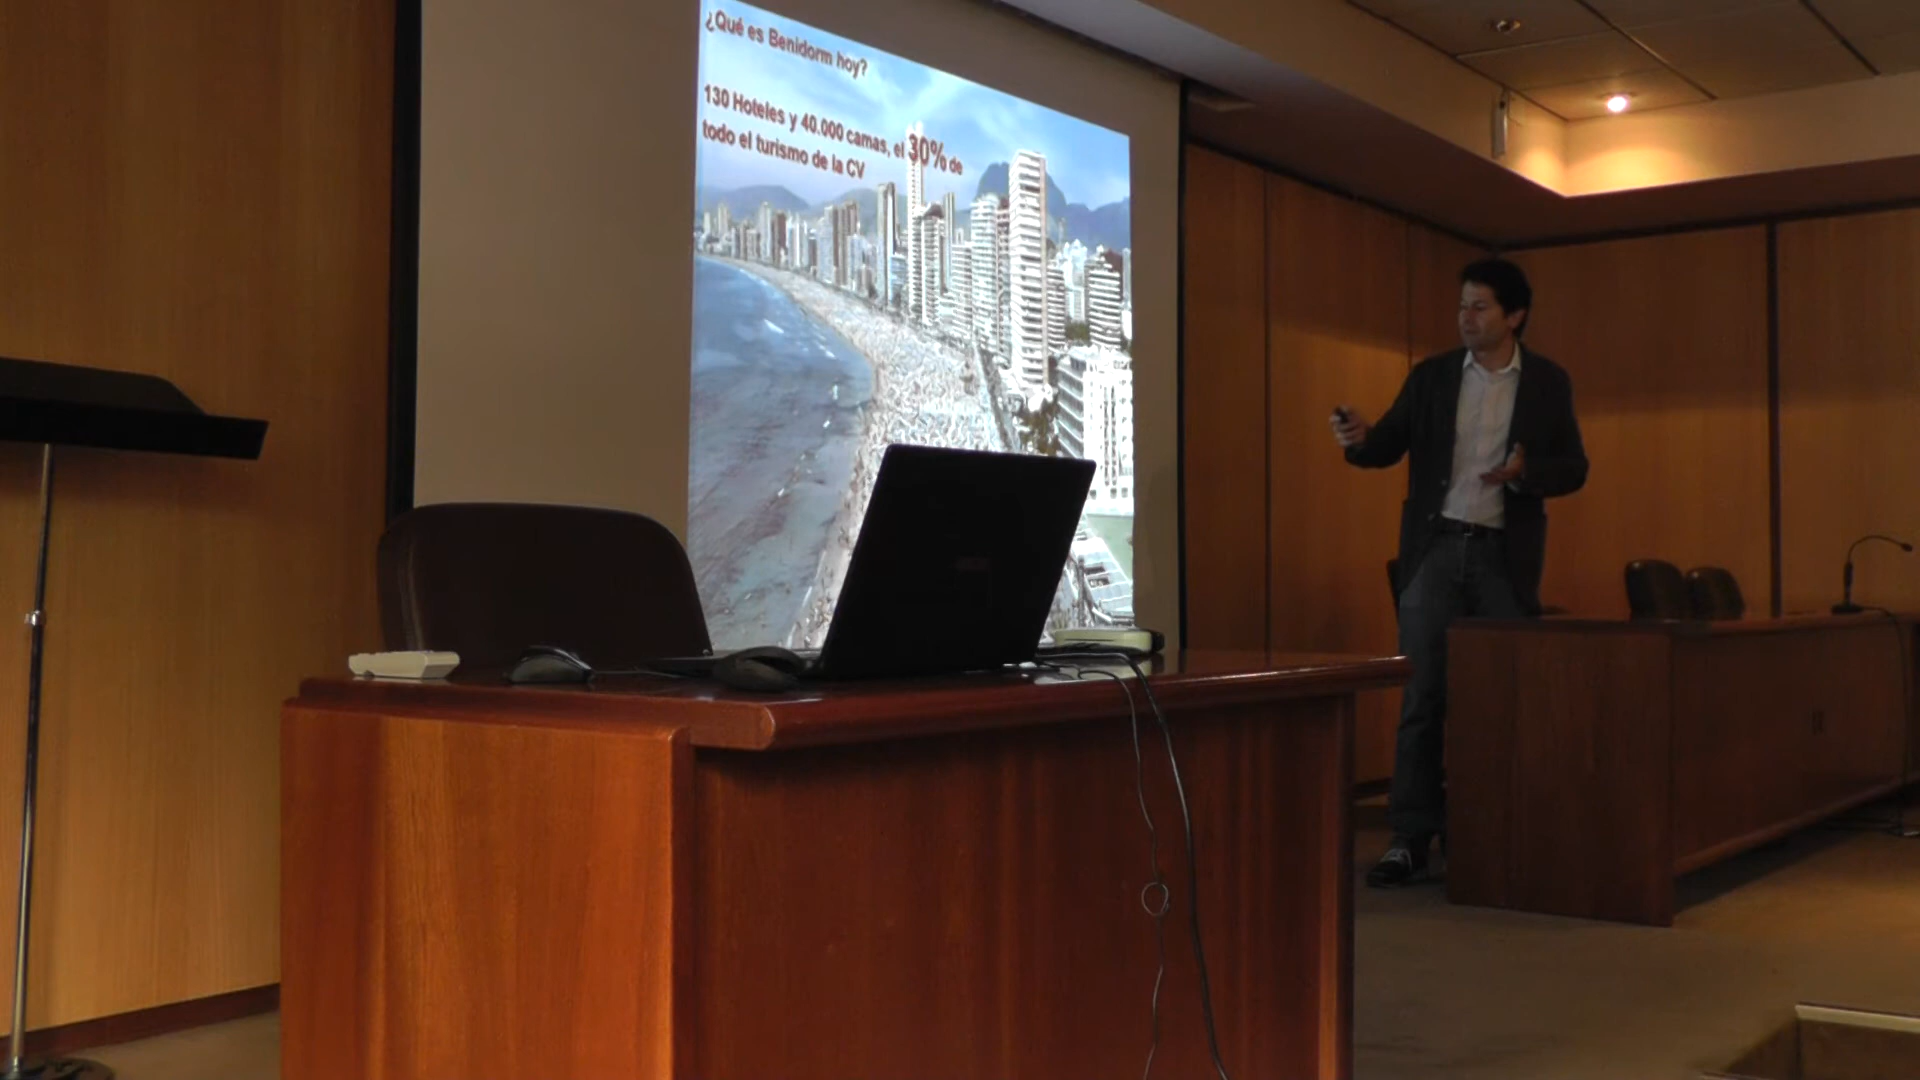 ¿Qué es Benidorm hoy?
130 Hoteles y 40.000 camas, el 30% de
todo el turismo de la CV